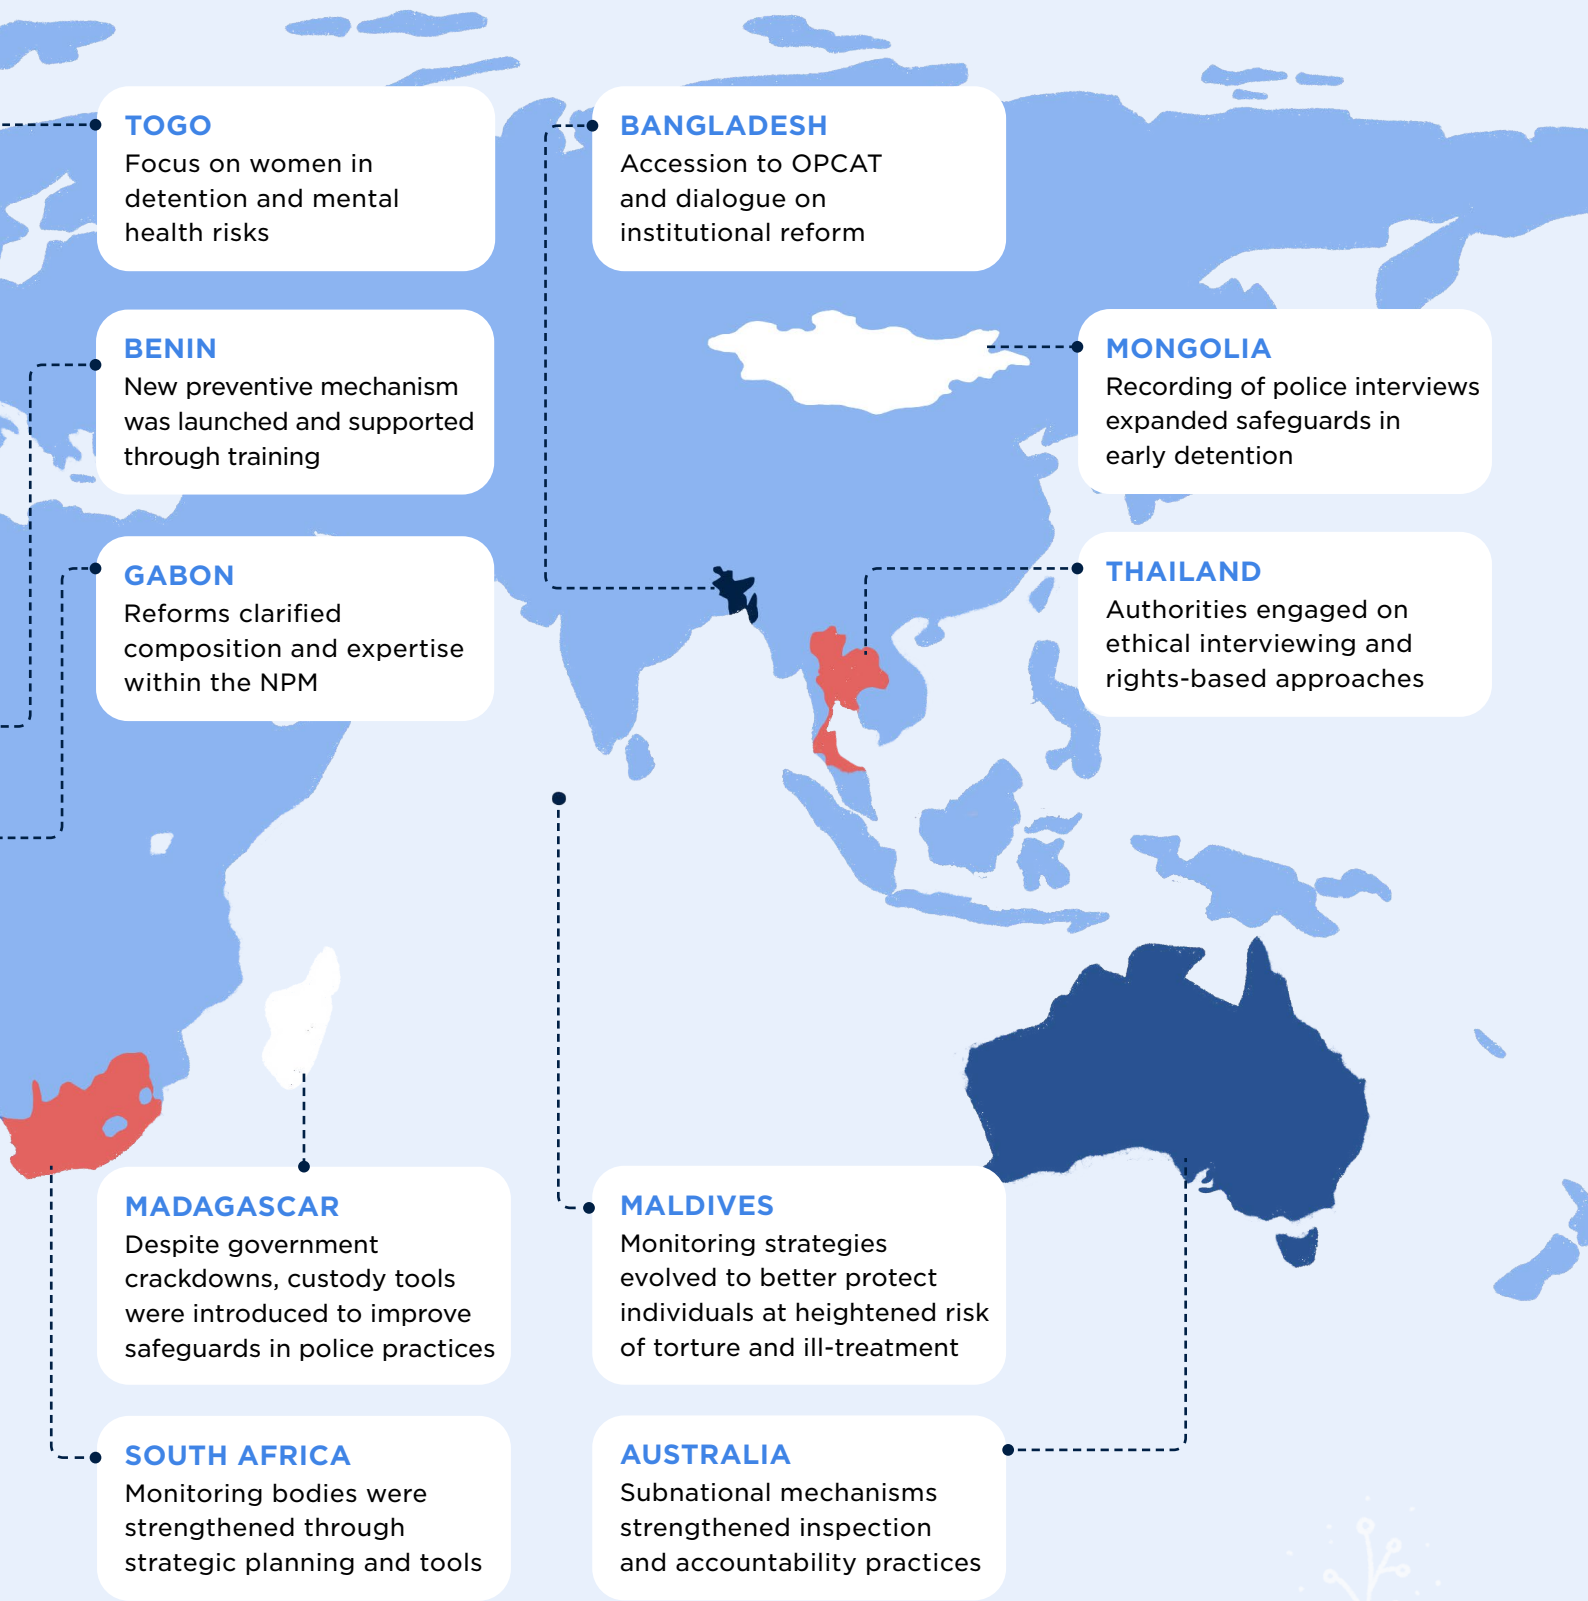 TOGO
Focus on women in
detention and mental
health risks
BANGLADESH
Accession to OPCAT
and dialogue on
institutional reform
BENIN
New preventive mechanism
was launched and supported
through training
MONGOLIA
Recording of police interviews
expanded safeguards in
early detention
GABON
Reforms clarified
composition and expertise
within the NPM
THAILAND
Authorities engaged on
ethical interviewing and
rights-based approaches
MADAGASCAR
Despite government
crackdowns, custody tools
were introduced to improve
safeguards in police practices
MALDIVES
Monitoring strategies
evolved to better protect
individuals at heightened risk
of torture and ill-treatment
SOUTH AFRICA
Monitoring bodies were
strengthened through
strategic planning and tools
AUSTRALIA
Subnational mechanisms
strengthened inspection
and accountability practices